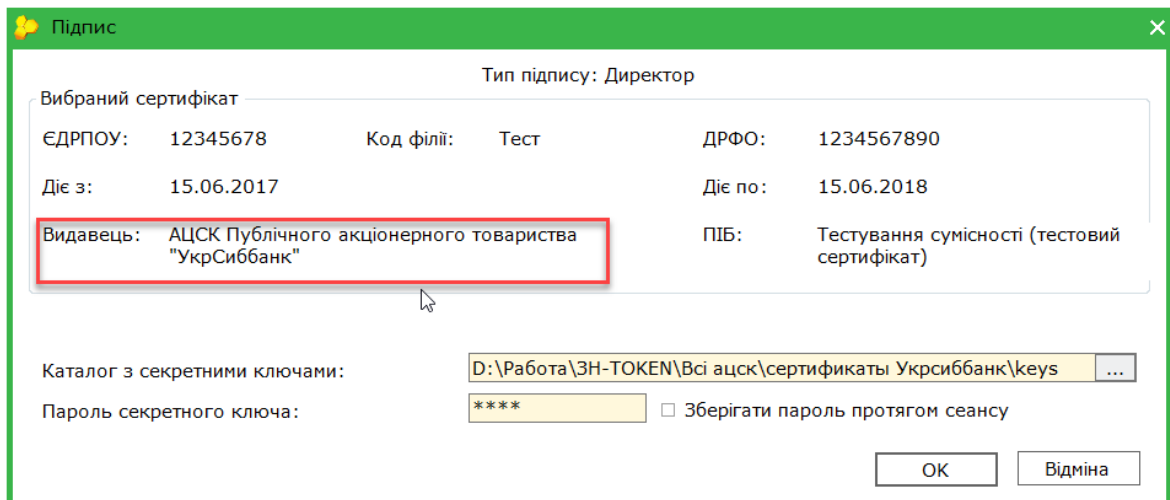 Підпис
Тип підпису: Директор
Вибраний сертифікат
ЄДРПОУ: 12345678 Код філії: Тест ДРФО: 1234567890
Діє з: 15.06.2017 Діє по: 15.06.2018
Видавець: АЦСК Публічного акціонерного товариства ПІБ: Тестування сумісності (тестовий
"УкрСиббанк" сертифікат)
Каталог з секретними ключами: D:\Работа\ЗН-TOKEN\Всі ацск\сертификаты Укрсиббанк\keys ...
Пароль секретного ключа: **** Зберігати пароль протягом сеансу
OK Відміна